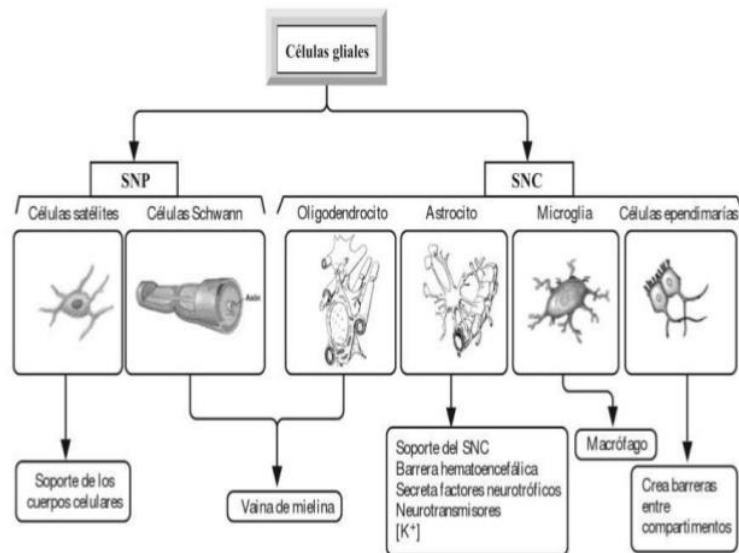 Células gliales
SNP
SNC
Células satélites
Células Schwann
Oligodendrocito
Astrocito
Microglia
Células ependimarías
Axón
Soporte de los
cuerpos celulares
Vaina de mielina
Soporte del SNC
Barrera hematoencefálica
Secreta factores neurotróficos
Neurotransmisores
[K⁺]
Macrófago
Crea barreras
entre
compartimentos